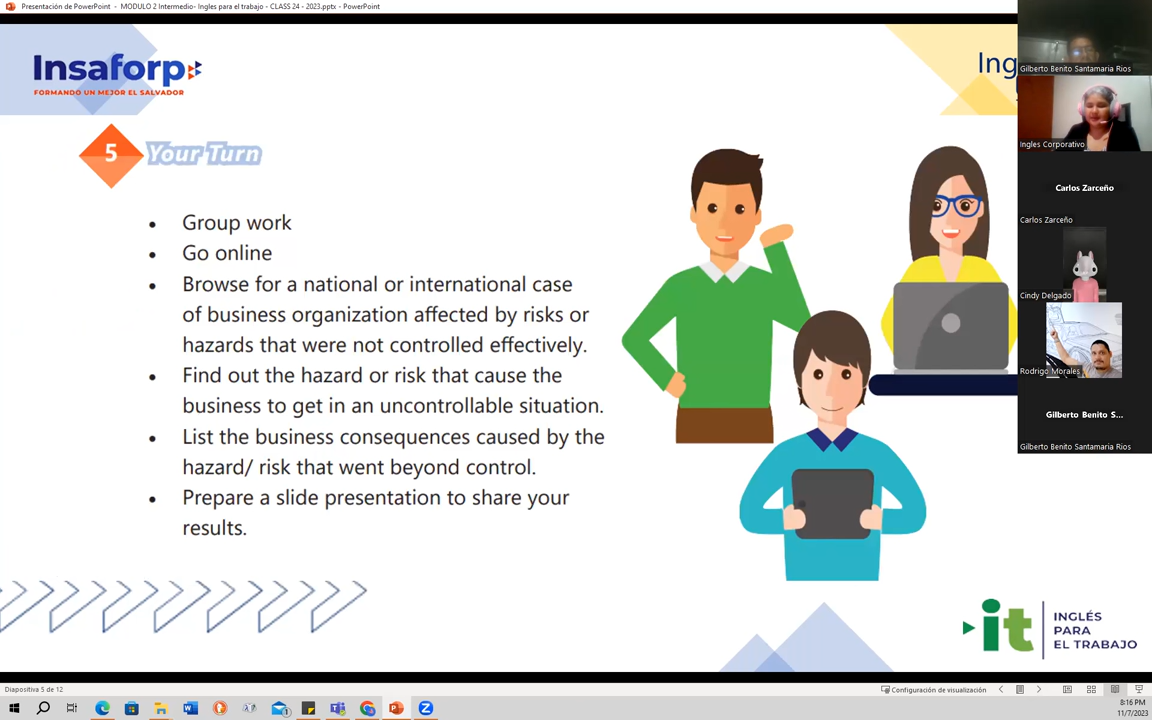 Presentación de PowerPoint - MODULO 2 Intermedio- Ingles para el trabajo - CLASS 24 - 2023.pptx - PowerPoint
Insaforp
FORMANDO UN MEJOR EL SALVADOR
Ing
Gilberto Benito Santamaria Rios
Ingles Corporativo
Carlos Zarceño
Carlos Zarceño
Cindy Delgado
Rodrigo Morales
Gilberto Benito S...
Gilberto Benito Santamaria Rios
5 Your Turn
• Group work
• Go online
• Browse for a national or international case
of business organization affected by risks or
hazards that were not controlled effectively.
• Find out the hazard or risk that cause the
business to get in an uncontrollable situation.
• List the business consequences caused by the
hazard/ risk that went beyond control.
• Prepare a slide presentation to share your
results.
it
INGLÉS
PARA
EL TRABAJO
Diapositiva 5 de 12
Configuración de visualización
8:16 PM
11/7/2023